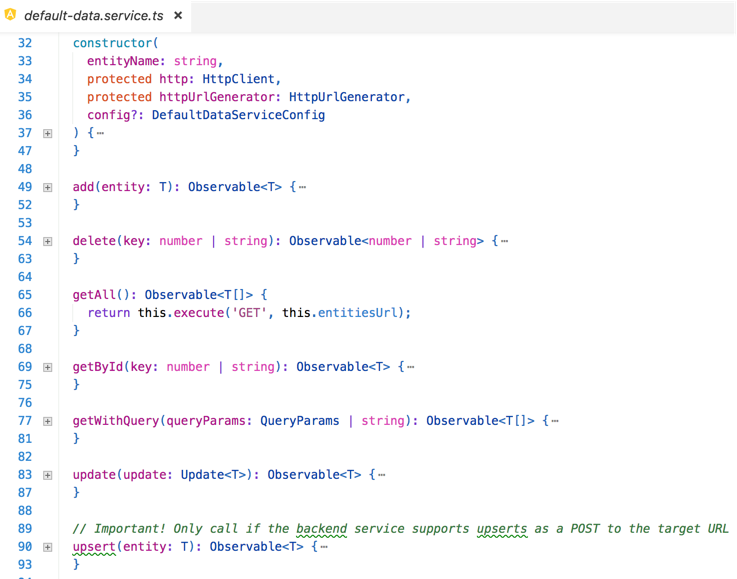 default-data.service.ts ×
32 constructor(
33 entityName: string,
34 protected http: HttpClient,
35 protected httpUrlGenerator: HttpUrlGenerator,
36 config?: DefaultDataServiceConfig
37 ) {⋯
47 }
48
49 add(entity: T): Observable<T> {⋯
52 }
53
54 delete(key: number | string): Observable<number | string> {⋯
63 }
64
65 getAll(): Observable<T[]> {
66 return this.execute('GET', this.entitiesUrl);
67 }
68
69 getById(key: number | string): Observable<T> {⋯
75 }
76
77 getWithQuery(queryParams: QueryParams | string): Observable<T[]> {⋯
81 }
82
83 update(update: Update<T>): Observable<T> {⋯
87 }
88
89 // Important! Only call if the backend service supports upserts as a POST to the target URL
90 upsert(entity: T): Observable<T> {⋯
93 }